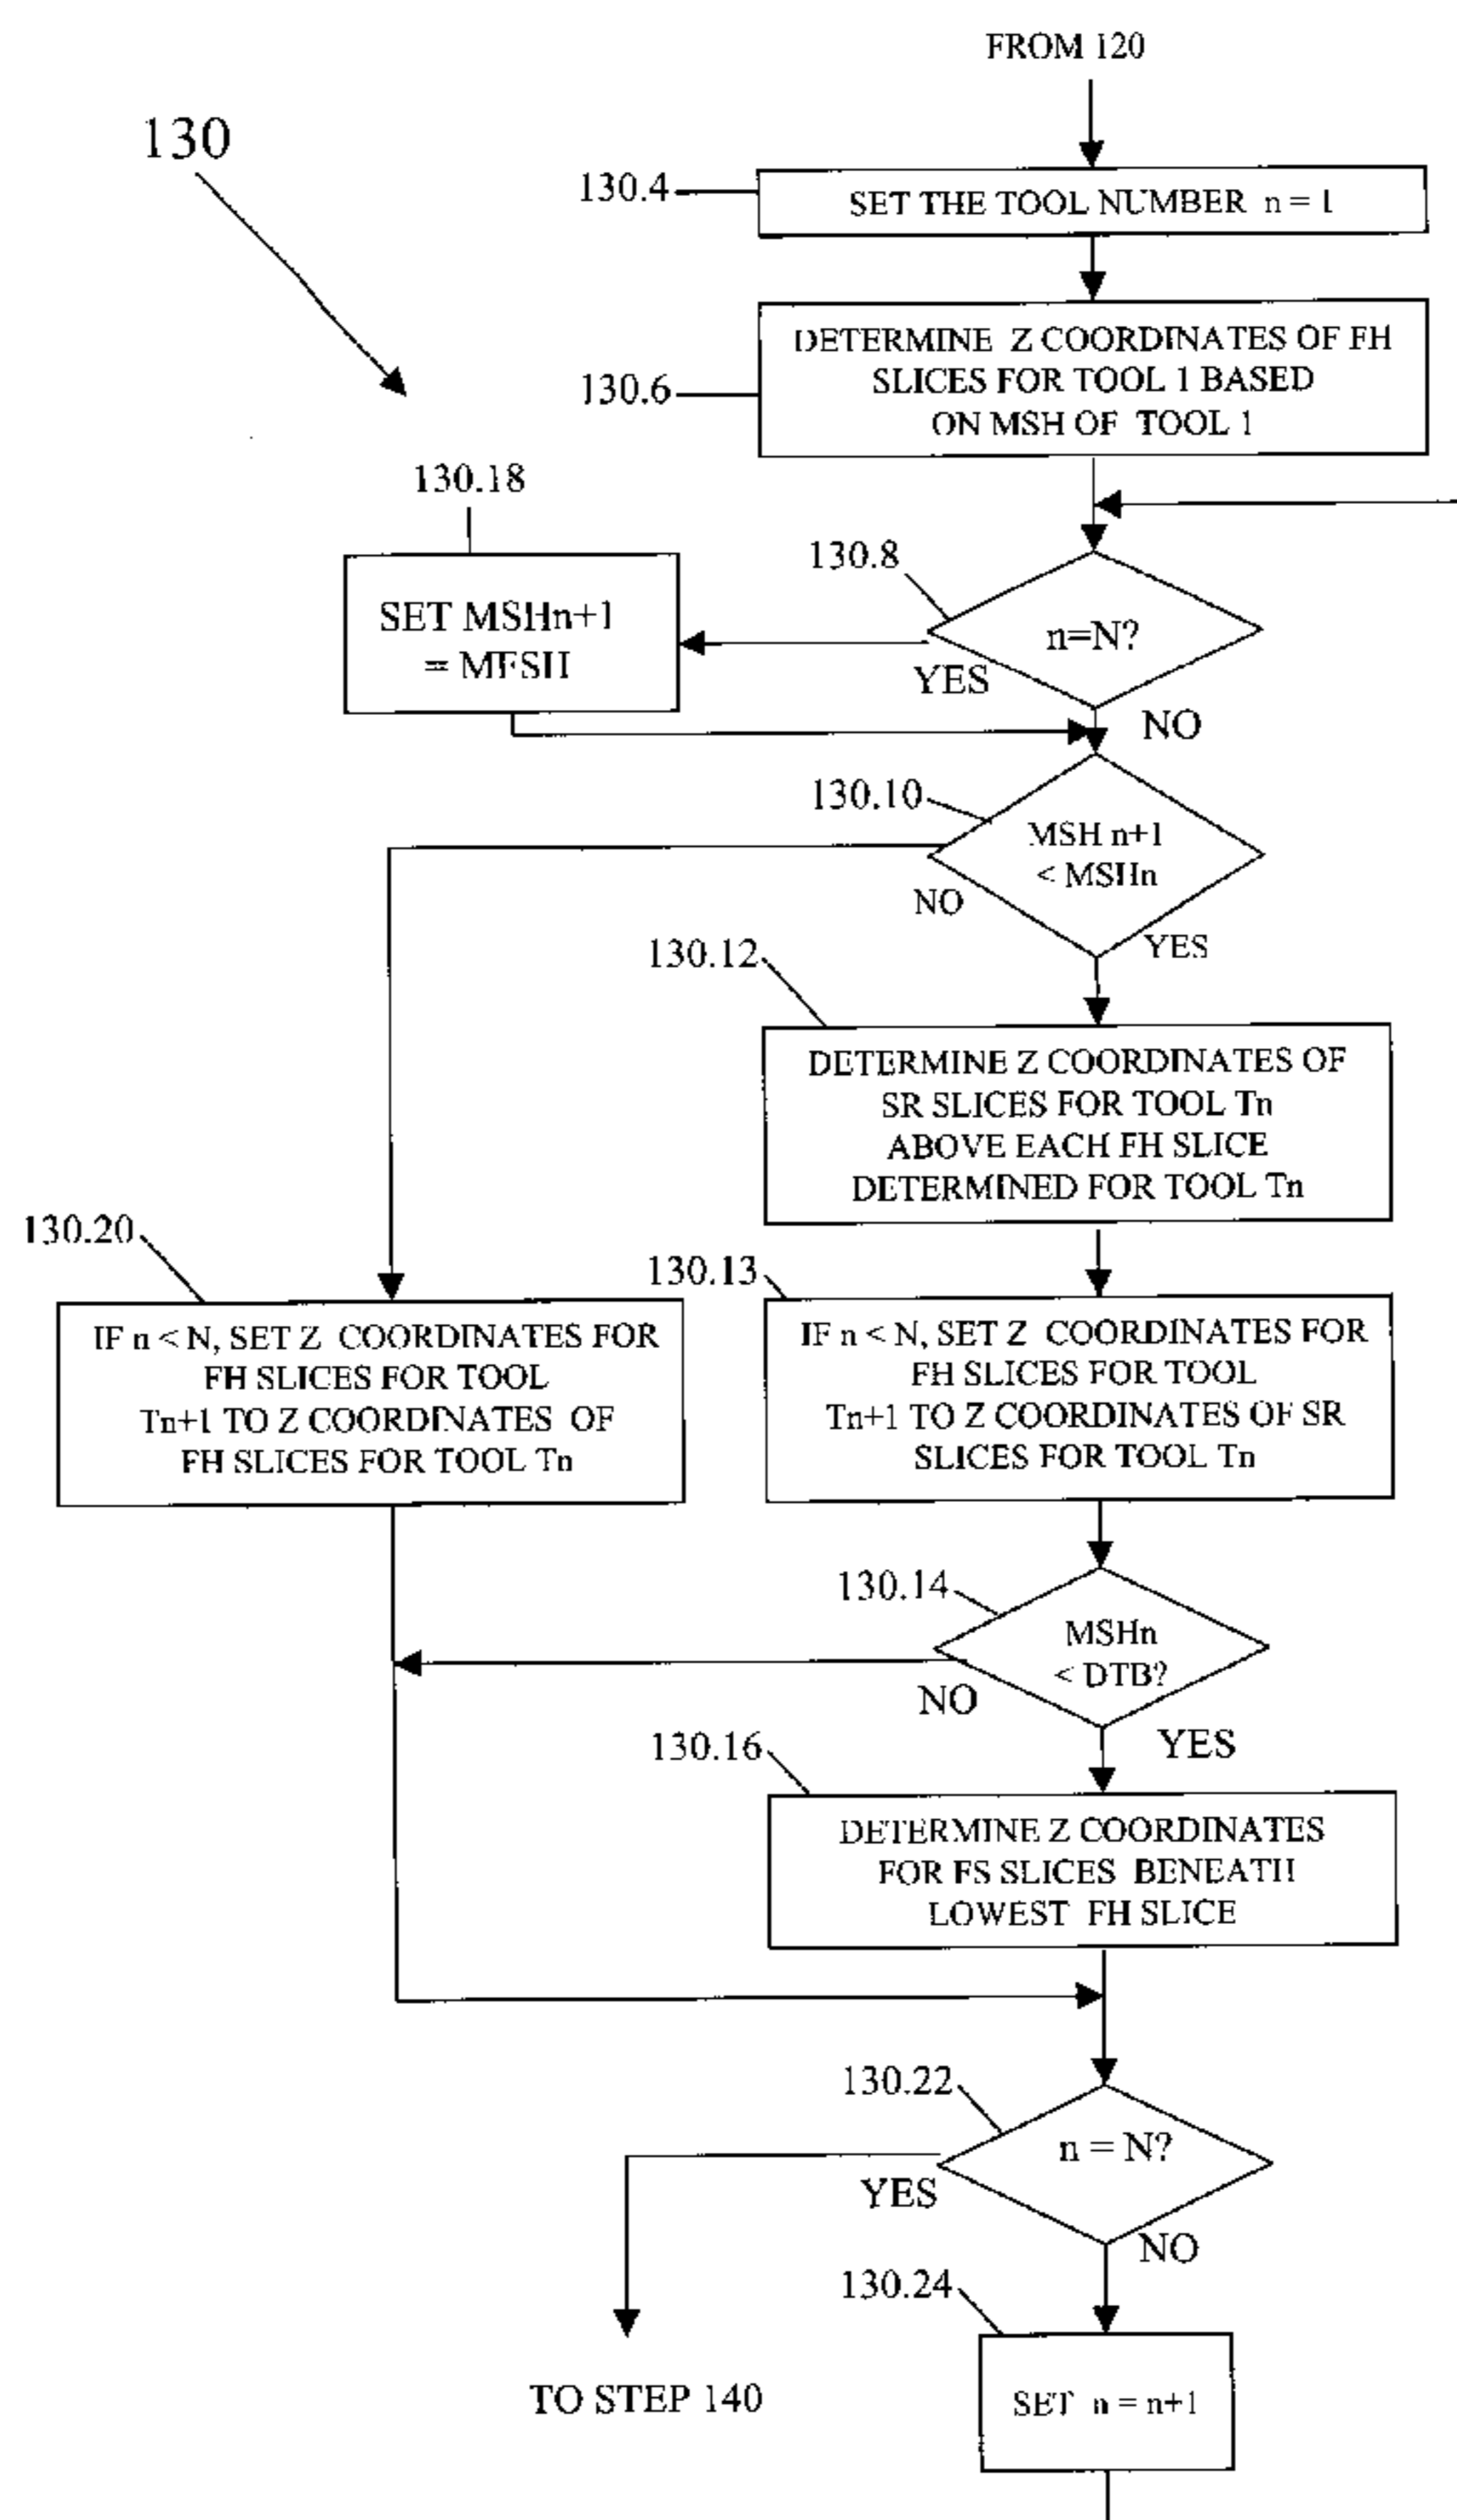 FROM 120
130
130.4
SET THE TOOL NUMBER n = 1
130.6
DETERMINE Z COORDINATES OF FH
SLICES FOR TOOL 1 BASED
ON MSH OF TOOL 1
130.18
SET MSHn+1
= MFSH
130.8
n=N?
YES
NO
130.10
MSH n+1
< MSHn
NO
YES
130.12
DETERMINE Z COORDINATES OF
SR SLICES FOR TOOL Tn
ABOVE EACH FH SLICE
DETERMINED FOR TOOL Tn
130.20
IF n < N, SET Z COORDINATES FOR
FH SLICES FOR TOOL
Tn+1 TO Z COORDINATES OF
FH SLICES FOR TOOL Tn
130.13
IF n < N, SET Z COORDINATES FOR
FH SLICES FOR TOOL
Tn+1 TO Z COORDINATES OF SR
SLICES FOR TOOL Tn
130.14
MSHn
< DTB?
NO
YES
130.16
DETERMINE Z COORDINATES
FOR FS SLICES BENEATH
LOWEST FH SLICE
130.22
n = N?
YES
NO
130.24
SET n = n+1
TO STEP 140